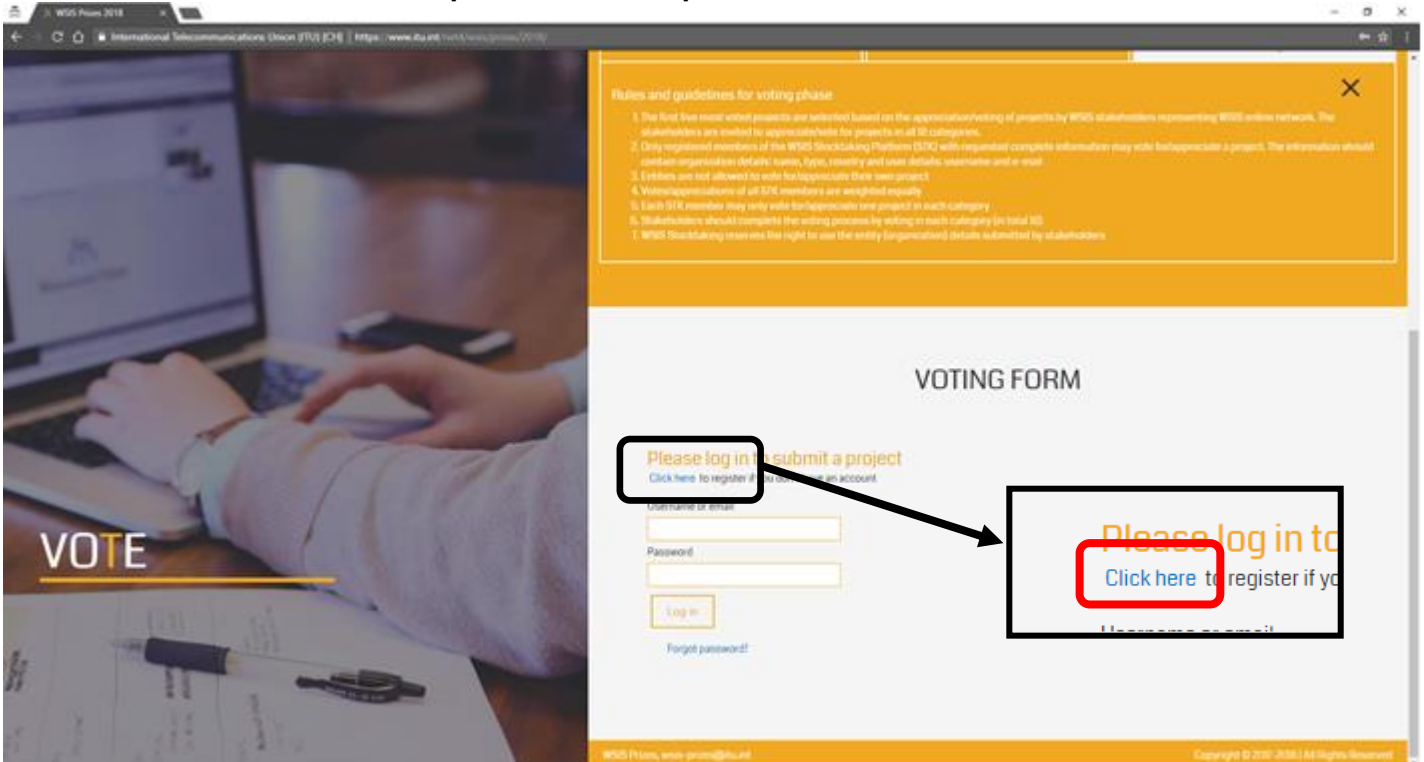 WSIS Prizes 2018
International Telecommunications Union (ITU) [CH] | https://www.itu.int/net4/wsis/prizes/2018/
Rules and guidelines for voting phase
1. The first five most voted projects are selected based on the appreciation/voting of projects by WSIS stakeholders representing WSIS online network. The
stakeholders are invited to appreciate/vote for projects in all 18 categories.
2. Only registered members of the WSIS Stocktaking Platform (STK) with requested complete information may vote for/appreciate a project. The information should
contain organisation details: name, type, country and user details: username and e-mail
3. Entities are not allowed to vote for/appreciate their own project
4. Votes/appreciations of all STK members are weighted equally
5. Each STK member may only vote for/appreciate one project in each category
6. Stakeholders should complete the voting process by voting in each category (in total 18)
7. WSIS Stocktaking reserves the right to use the entity (organisation) details submitted by stakeholders
VOTING FORM
Please log in to submit a project
Click here to register if you don't have an account
Username or email
Password
Log in
Forgot password?
Please log in to
Click here to register if yo
Username or email
VOTE
WSIS Prizes, wsis-prizes@itu.int
Copyright © 2017-2018 | All Rights Reserved